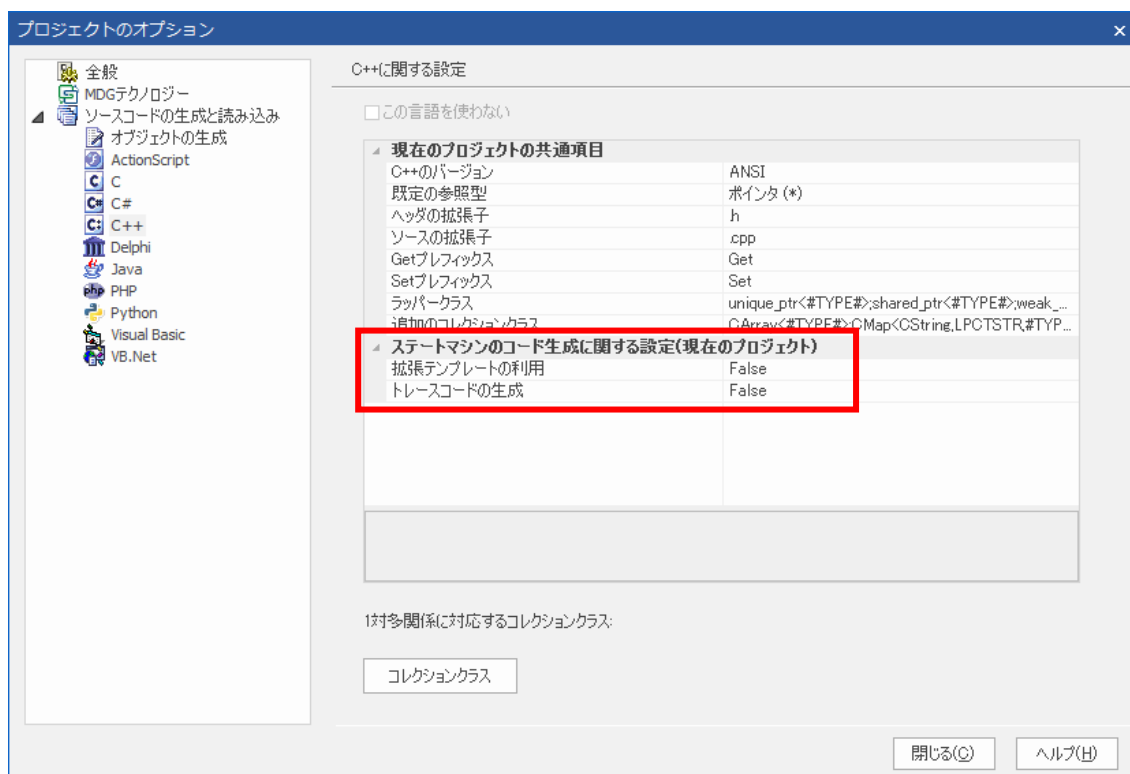 プロジェクトのオプション
全般
MDGテクノロジー
ソースコードの生成と読み込み
オブジェクトの生成
ActionScript
C
C#
C++
Delphi
Java
PHP
Python
Visual Basic
VB.Net
C++に関する設定
この言語を使わない
現在のプロジェクトの共通項目
C++のバージョン ANSI
既定の参照型 ポインタ (*)
ヘッダの拡張子 .h
ソースの拡張子 .cpp
Getプレフィックス Get
Setプレフィックス Set
ラッパークラス unique_ptr<#TYPE#>;shared_ptr<#TYPE#>;weak_...
追加のコレクションクラス CArray<#TYPE#>;CMap<CString,LPCTSTR,#TYP...
ステートマシンのコード生成に関する設定(現在のプロジェクト)
拡張テンプレートの利用 False
トレースコードの生成 False
1対多関係に対応するコレクションクラス:
コレクションクラス
閉じる(C) ヘルプ(H)